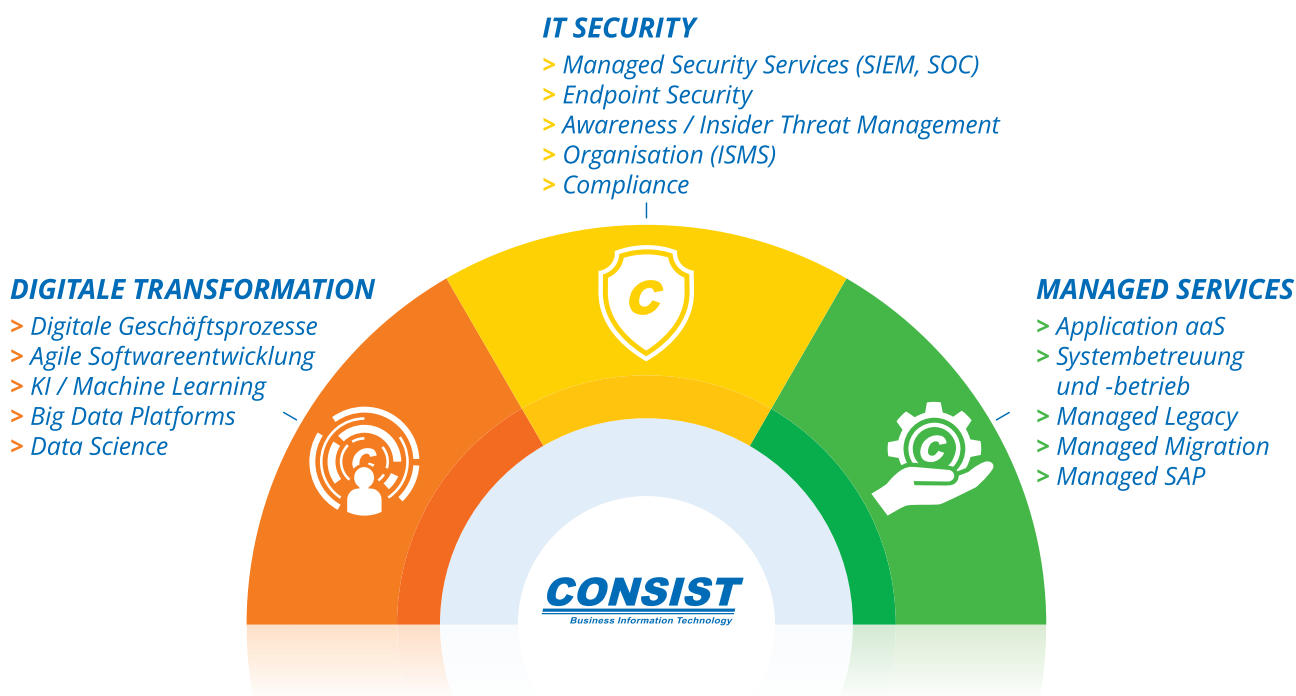 IT SECURITY
> Managed Security Services (SIEM, SOC)
> Endpoint Security
> Awareness / Insider Threat Management
> Organisation (ISMS)
> Compliance
DIGITALE TRANSFORMATION
> Digitale Geschäftsprozesse
> Agile Softwareentwicklung
> KI / Machine Learning
> Big Data Platforms
> Data Science
MANAGED SERVICES
> Application aaS
> Systembetreuung
und -betrieb
> Managed Legacy
> Managed Migration
> Managed SAP
C
C
C
CONSIST
Business Information Technology